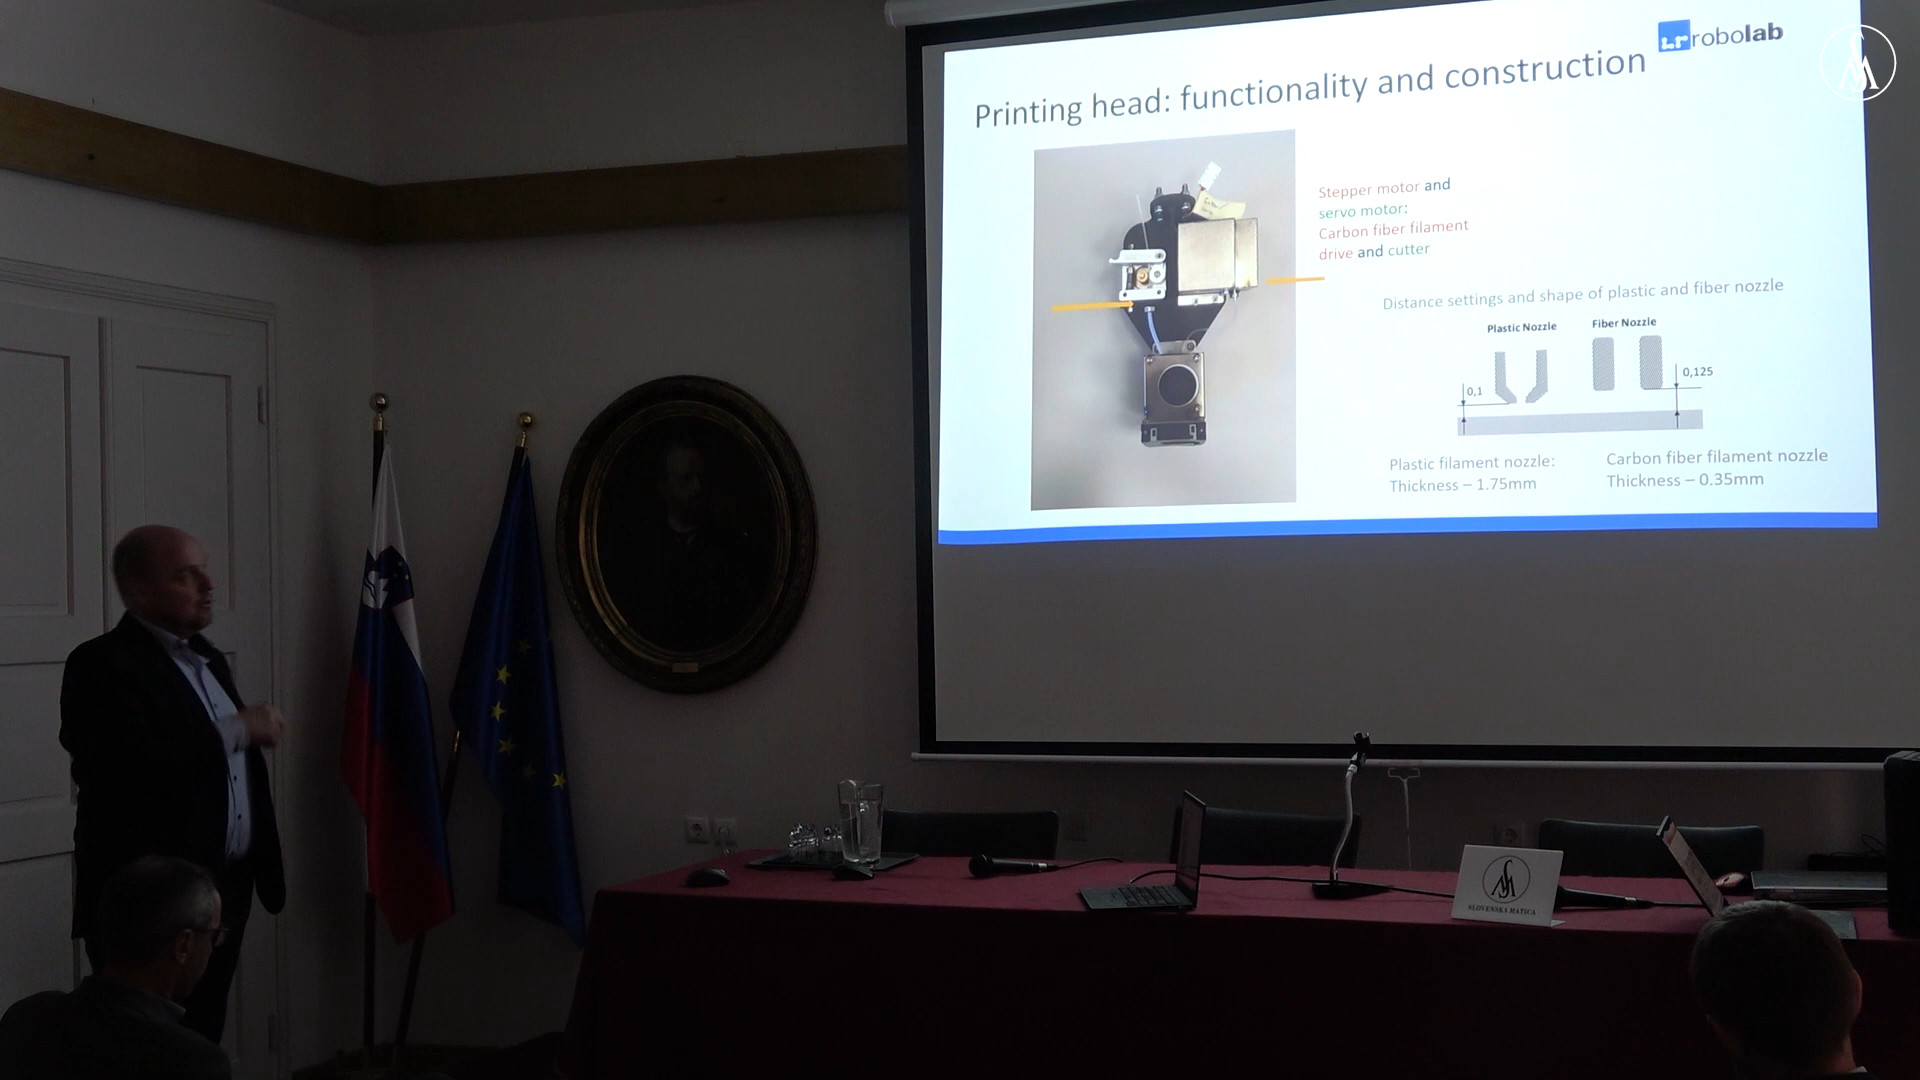 robolab
Printing head: functionality and construction
Stepper motor and
servo motor:
Carbon fiber filament
drive and cutter
Distance settings and shape of plastic and fiber nozzle
Plastic Nozzle
Fiber Nozzle
0,1
0,125
Plastic filament nozzle:
Thickness – 1.75mm
Carbon fiber filament nozzle
Thickness – 0.35mm
SLOVENSKA MATICA